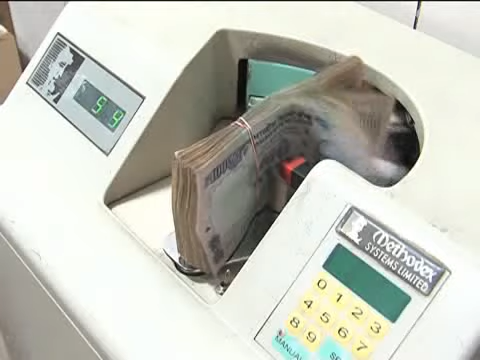 59
Methodex
SYSTEMS LIMITED.
0 1 2 3
4 5 6 7
8 9
MANUAL